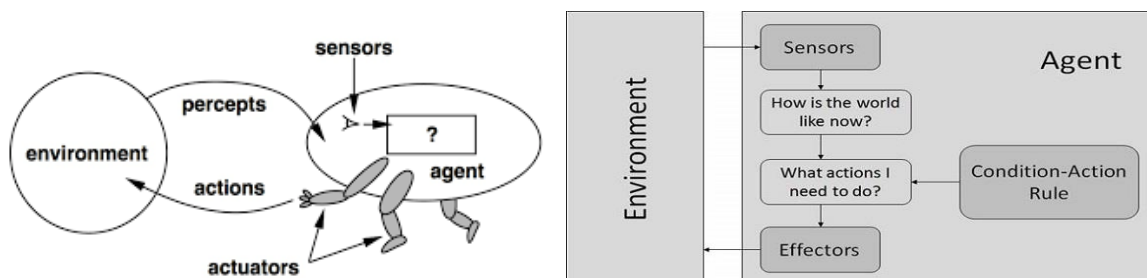 sensors
percepts
?
environment
agent
actions
actuators
Environment
Agent
Sensors
How is the world
like now?
What actions I
need to do?
Condition-Action
Rule
Effectors